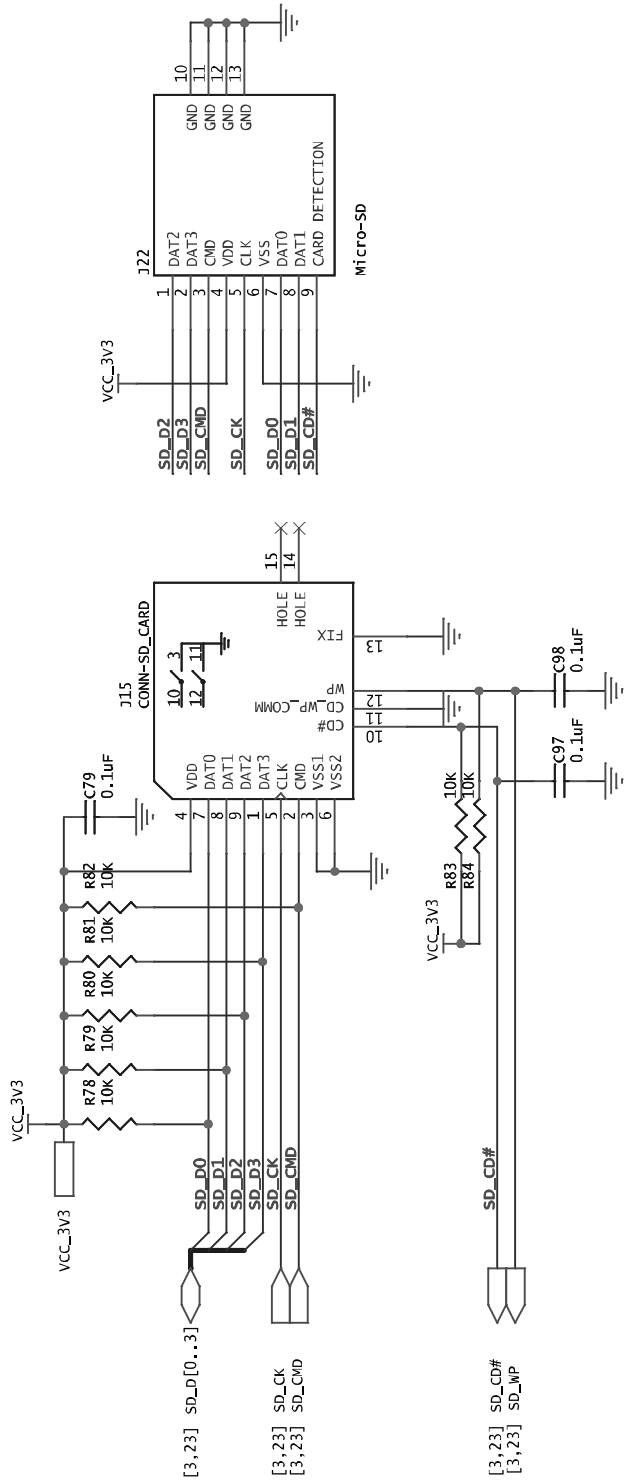 VCC_3V3
VCC_3V3
R78
10K
R79
10K
R80
10K
R81
10K
R82
10K
C79
0.1uF
[3,23] SD_D[0..3]
[3,23] SD_CK
[3,23] SD_CMD
SD_D0
SD_D1
SD_D2
SD_D3
SD_CK
SD_CMD
4
7
8
9
1
5
2
3
6
J15
CONN-SD_CARD
VDD
DAT0
DAT1
DAT2
DAT3
CLK
CMD
VSS1
VSS2
10 3
12 11
HOLE 15
HOLE 14
CD# 10
CD_WP_COMM 11
WP 12
FIX 13
VCC_3V3
R83 10K
R84 10K
C97
0.1uF
C98
0.1uF
[3,23] SD_CD#
[3,23] SD_WP
SD_CD#
VCC_3V3
SD_D2
SD_D3
SD_CMD
SD_CK
SD_D0
SD_D1
SD_CD#
1
2
3
4
5
6
7
8
9
J22
DAT2
DAT3
CMD
VDD
CLK
VSS
DAT0
DAT1
CARD DETECTION
GND 10
GND 11
GND 12
GND 13
Micro-SD